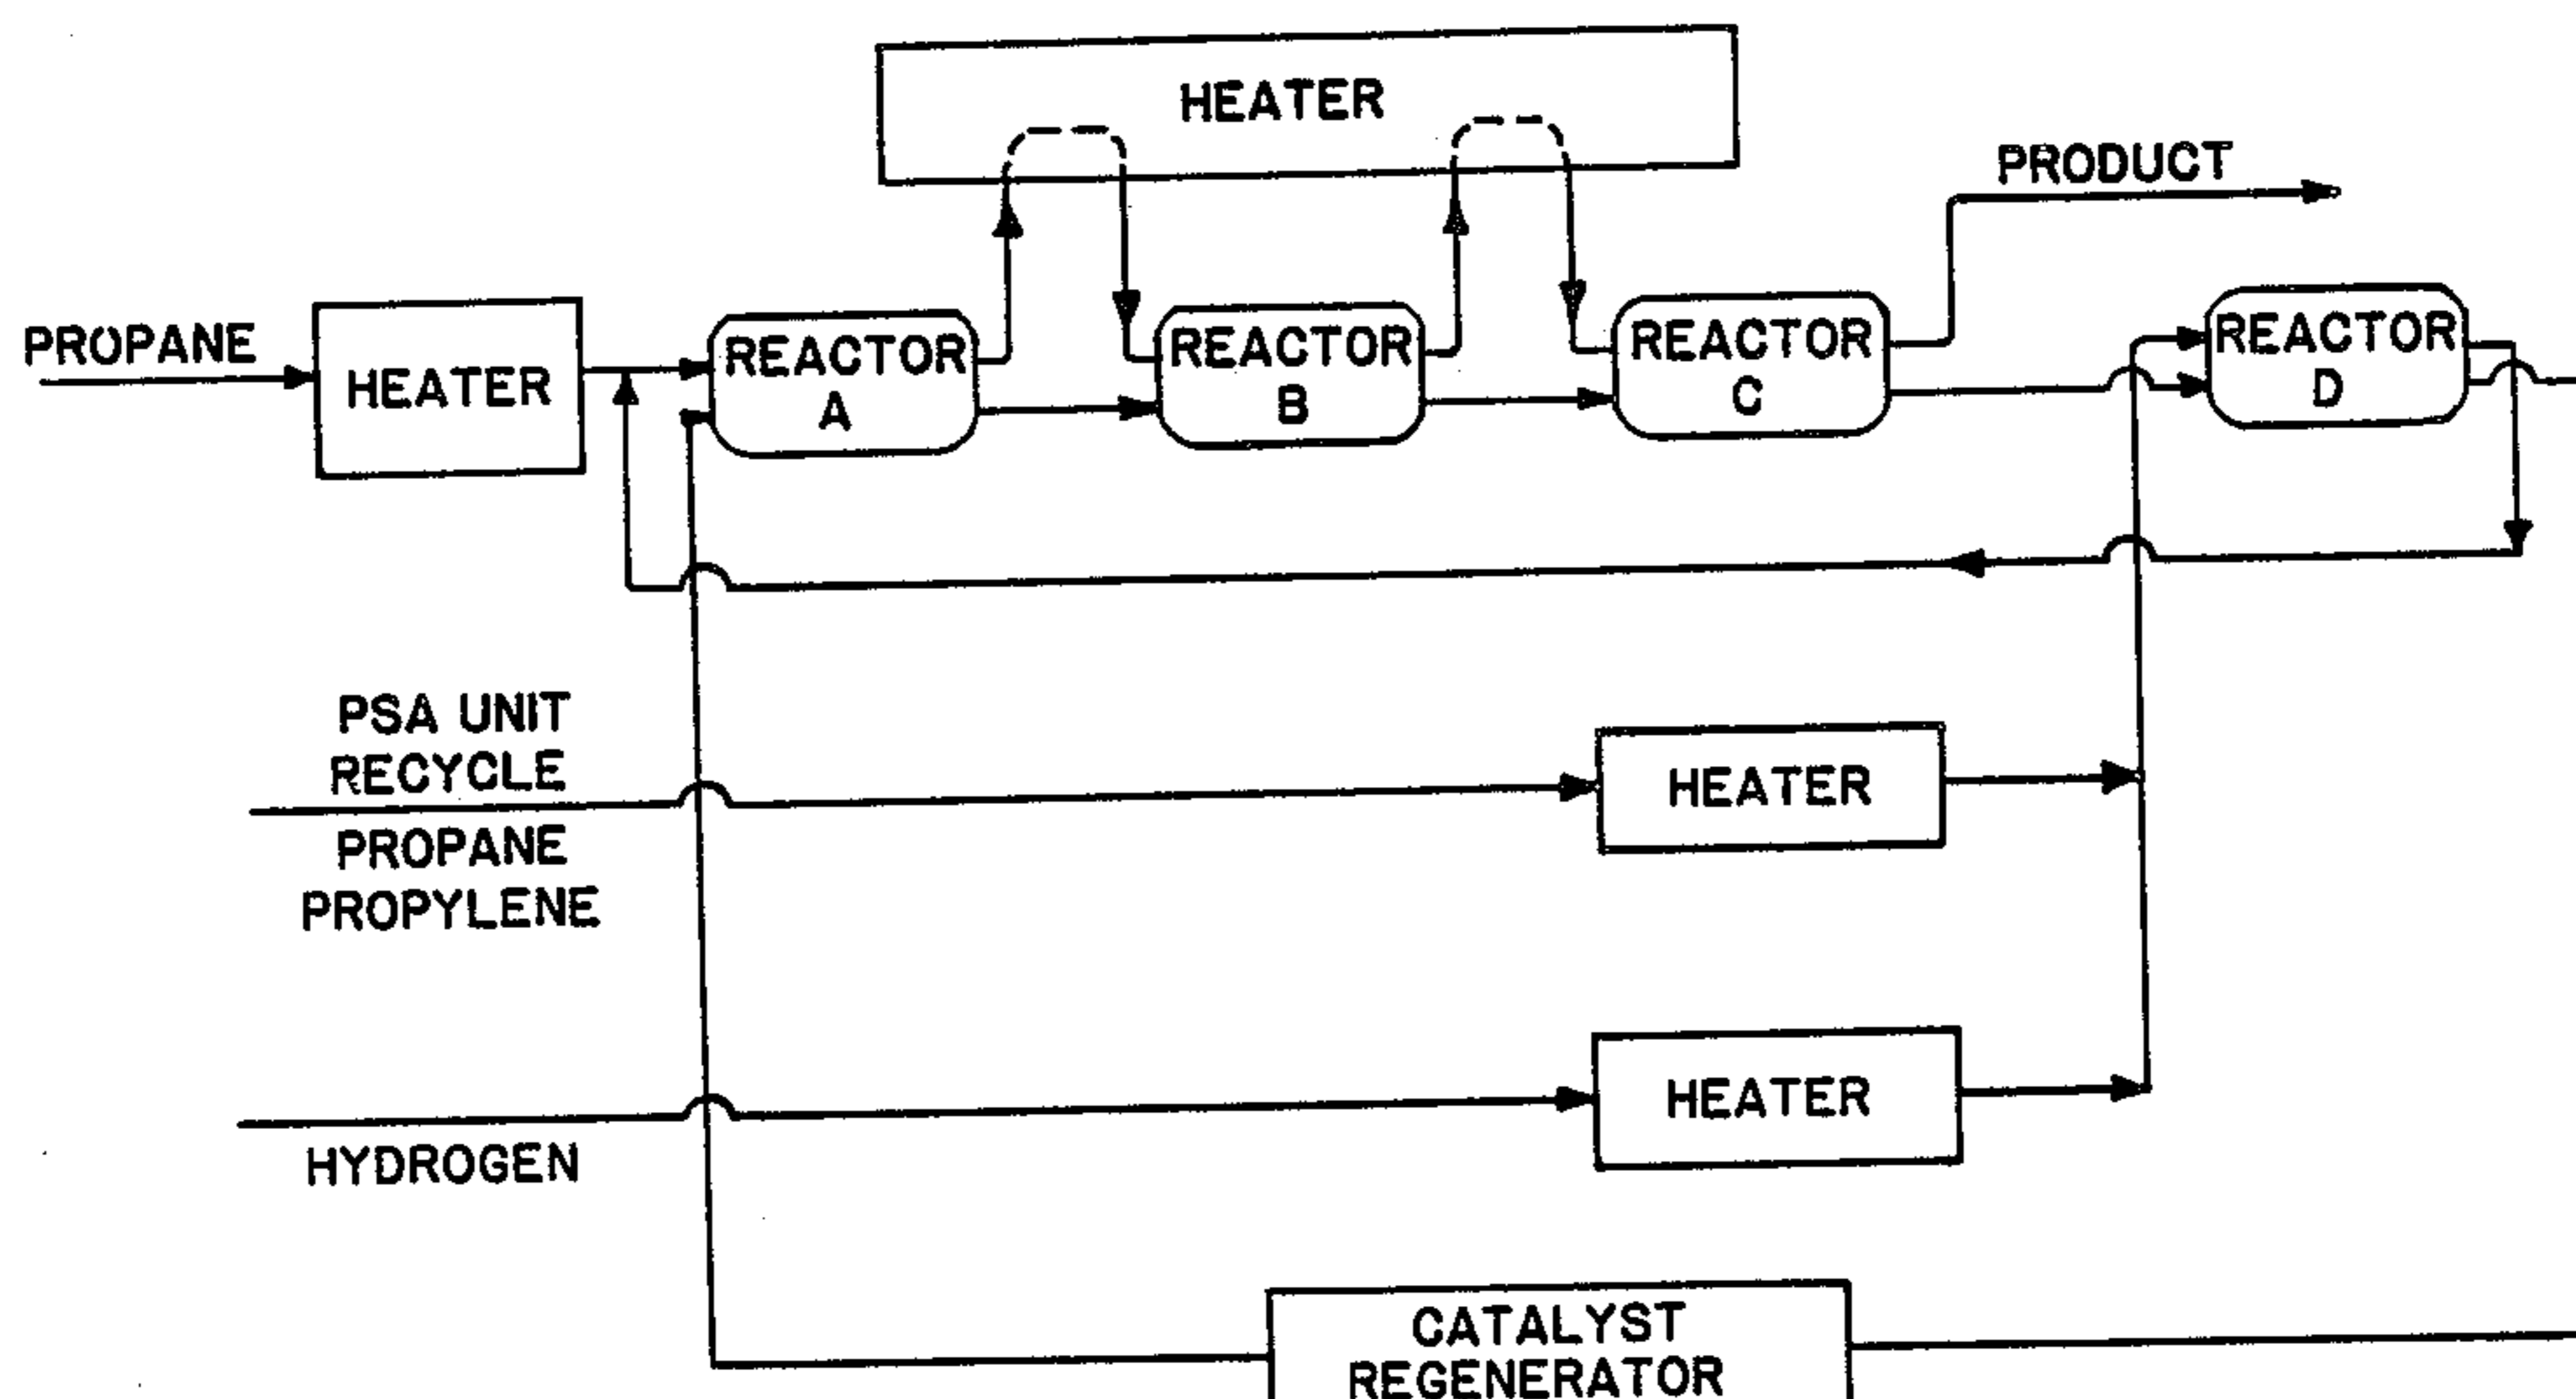 HEATER
PRODUCT
PROPANE
HEATER
REACTOR
A
REACTOR
B
REACTOR
C
REACTOR
D
PSA UNIT
RECYCLE
PROPANE
PROPYLENE
HEATER
HYDROGEN
HEATER
CATALYST
REGENERATOR